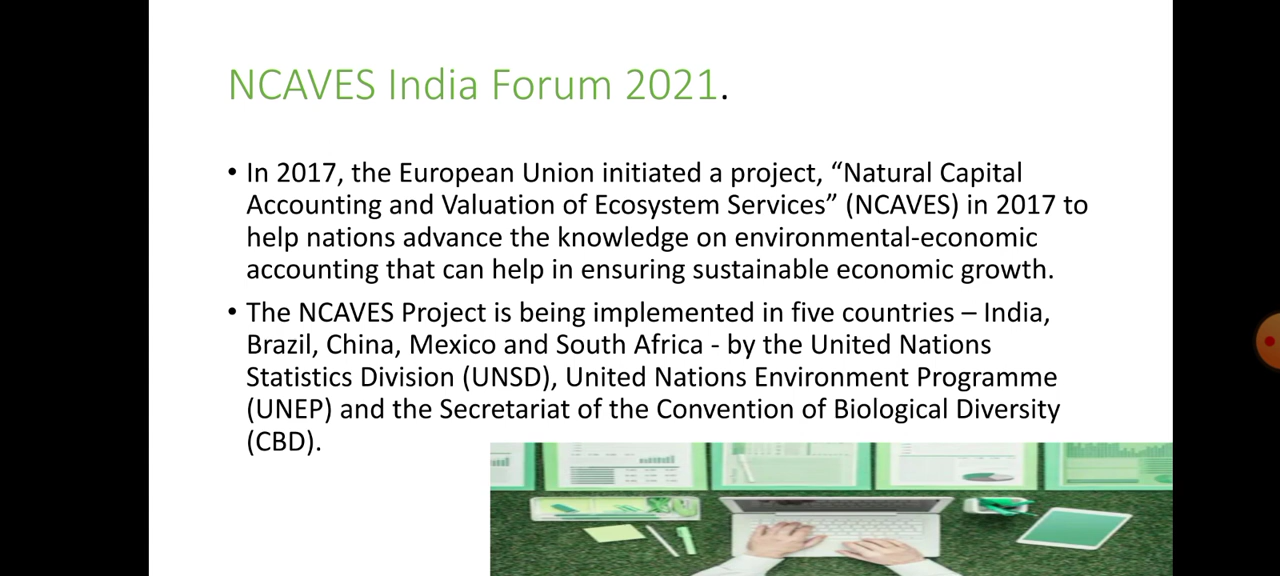 NCAVES India Forum 2021.
• In 2017, the European Union initiated a project, “Natural Capital
Accounting and Valuation of Ecosystem Services” (NCAVES) in 2017 to
help nations advance the knowledge on environmental-economic
accounting that can help in ensuring sustainable economic growth.
• The NCAVES Project is being implemented in five countries – India,
Brazil, China, Mexico and South Africa - by the United Nations
Statistics Division (UNSD), United Nations Environment Programme
(UNEP) and the Secretariat of the Convention of Biological Diversity
(CBD).